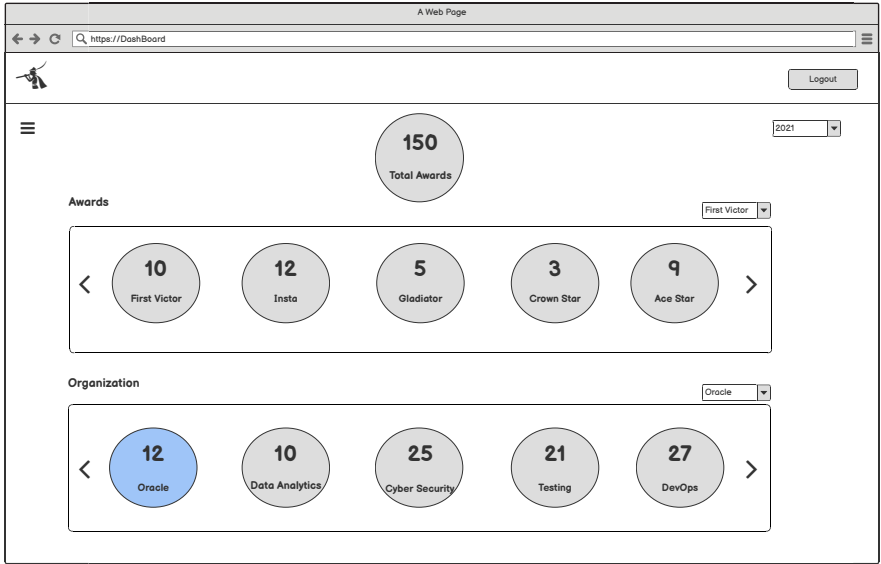 A Web Page
https://DashBoard
Logout
2021
150
Total Awards
Awards
First Victor
10
First Victor
12
Insta
5
Gladiator
3
Crown Star
9
Ace Star
Organization
Oracle
12
Oracle
10
Data Analytics
25
Cyber Security
21
Testing
27
DevOps